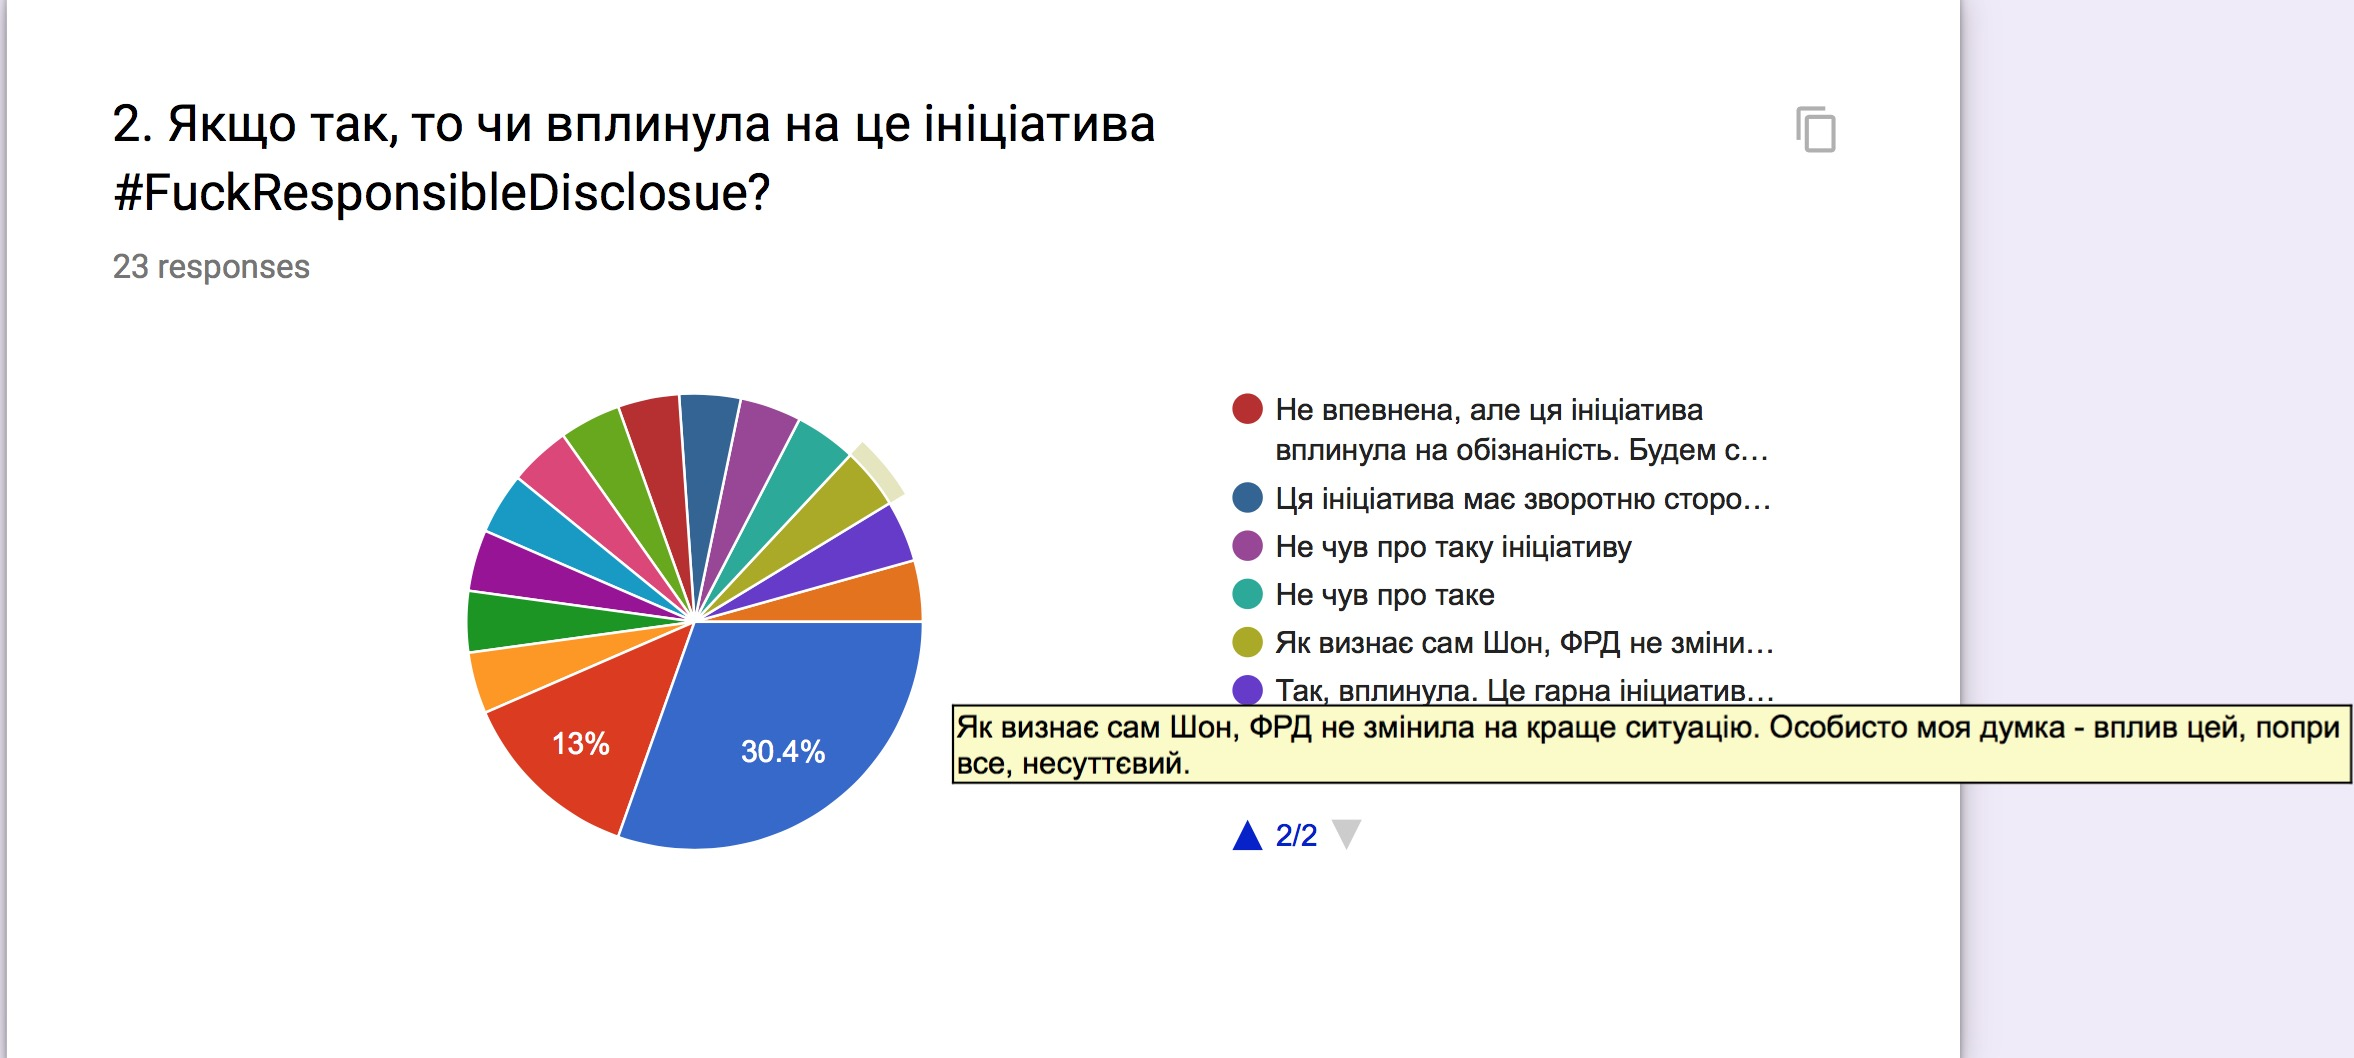 2. Якщо так, то чи вплинула на це ініціатива
#FuckResponsibleDisclosue?
23 responses
13%
30.4%
Не впевнена, але ця ініціатива
вплинула на обізнаність. Будем с...
Ця ініціатива має зворотню сторо...
Не чув про таку ініціативу
Не чув про таке
Як визнає сам Шон, ФРД не зміни...
Так, вплинула. Це гарна ініциатив...
Як визнає сам Шон, ФРД не змінила на краще ситуацію. Особисто моя думка - вплив цей, попри
все, несуттєвий.
2/2